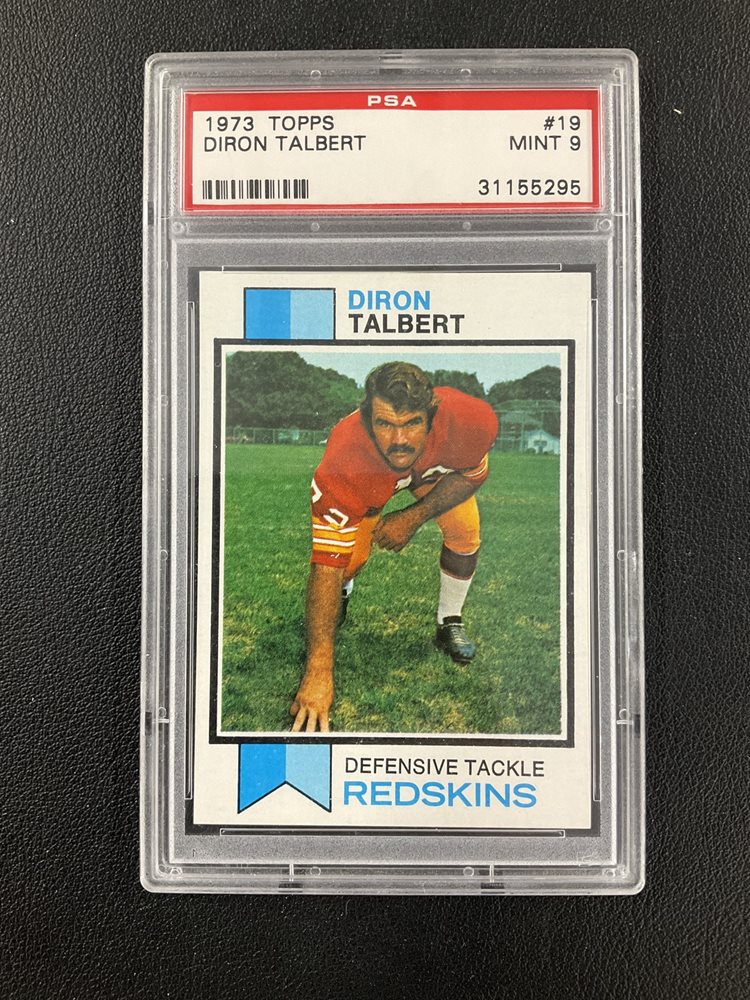 PSA
1973 TOPPS #19
DIRON TALBERT MINT 9
31155295
DIRON
TALBERT
DEFENSIVE TACKLE
REDSKINS